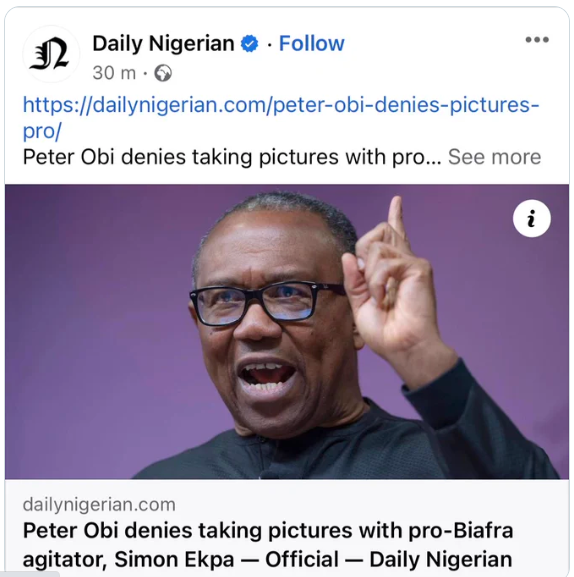 Daily Nigerian · Follow
30 m ·
https://dailynigerian.com/peter-obi-denies-pictures-
pro/
Peter Obi denies taking pictures with pro... See more
dailynigerian.com
Peter Obi denies taking pictures with pro-Biafra
agitator, Simon Ekpa — Official — Daily Nigerian